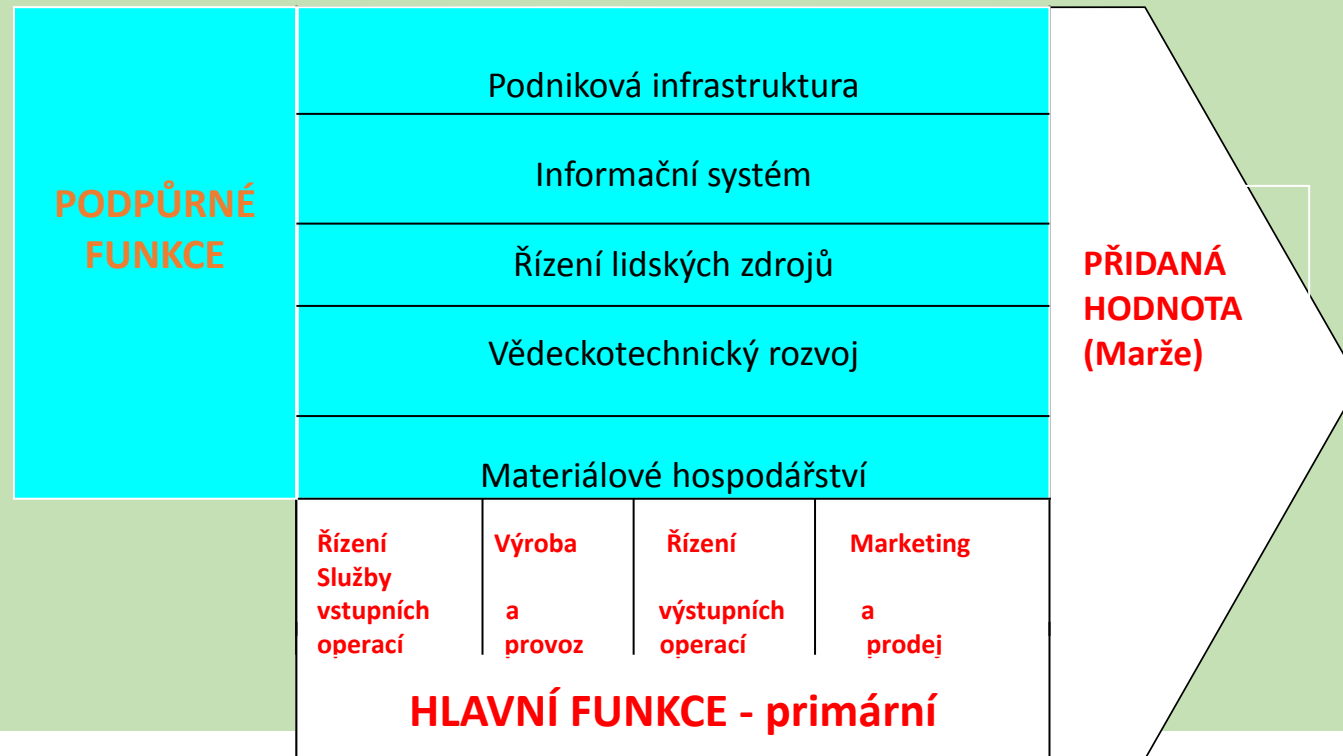 Podniková infrastruktura
Informační systém
PODPŮRNÉ
FUNKCE
Řízení lidských zdrojů
PŘIDANÁ
HODNOTA
(Marže)
Vědeckotechnický rozvoj
Materiálové hospodářství
Řízení Výroba Řízení Marketing
Služby
vstupních a výstupních a
operací provoz operací prodej
HLAVNÍ FUNKCE - primární